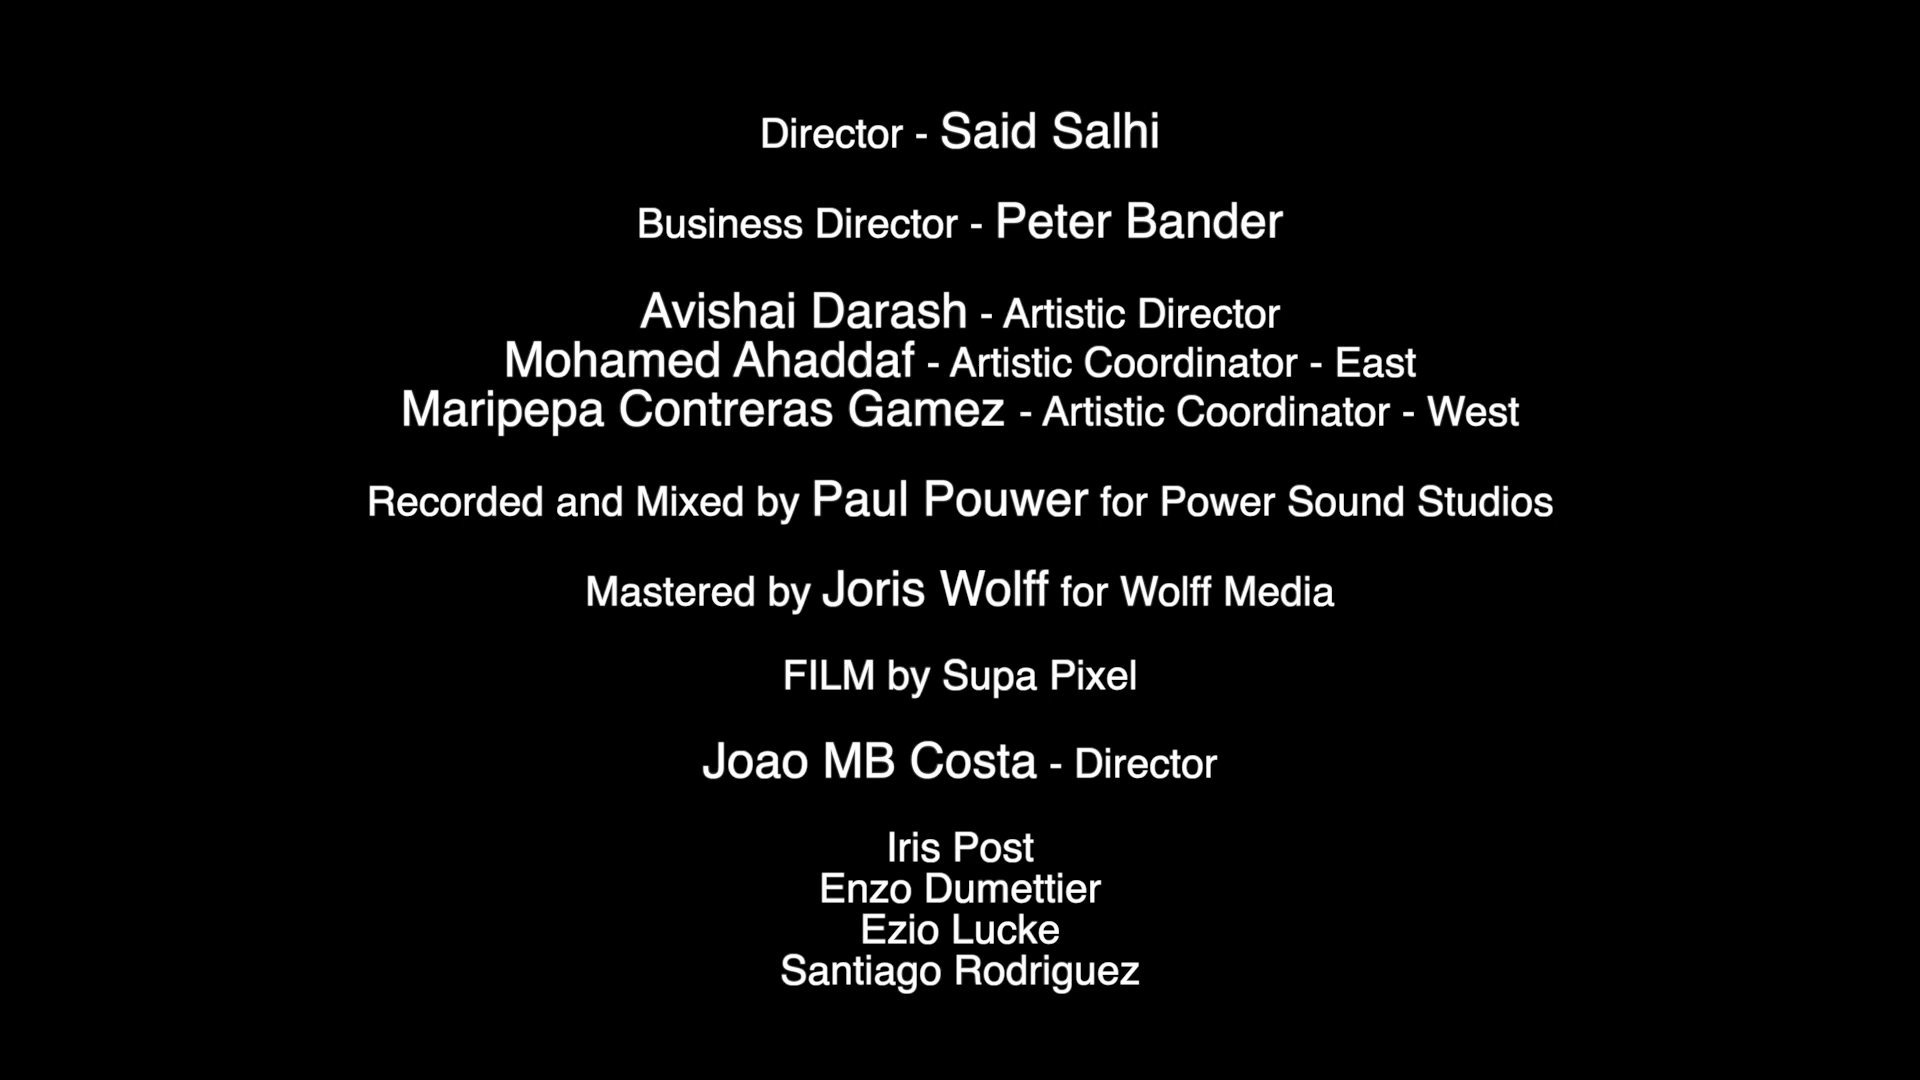 Director - Said Salhi
Business Director - Peter Bander
Avishai Darash - Artistic Director
Mohamed Ahaddaf - Artistic Coordinator - East
Maripepa Contreras Gamez - Artistic Coordinator - West
Recorded and Mixed by Paul Pouwer for Power Sound Studios
Mastered by Joris Wolff for Wolff Media
FILM by Supa Pixel
Joao MB Costa - Director
Iris Post
Enzo Dumettier
Ezio Lucke
Santiago Rodriguez